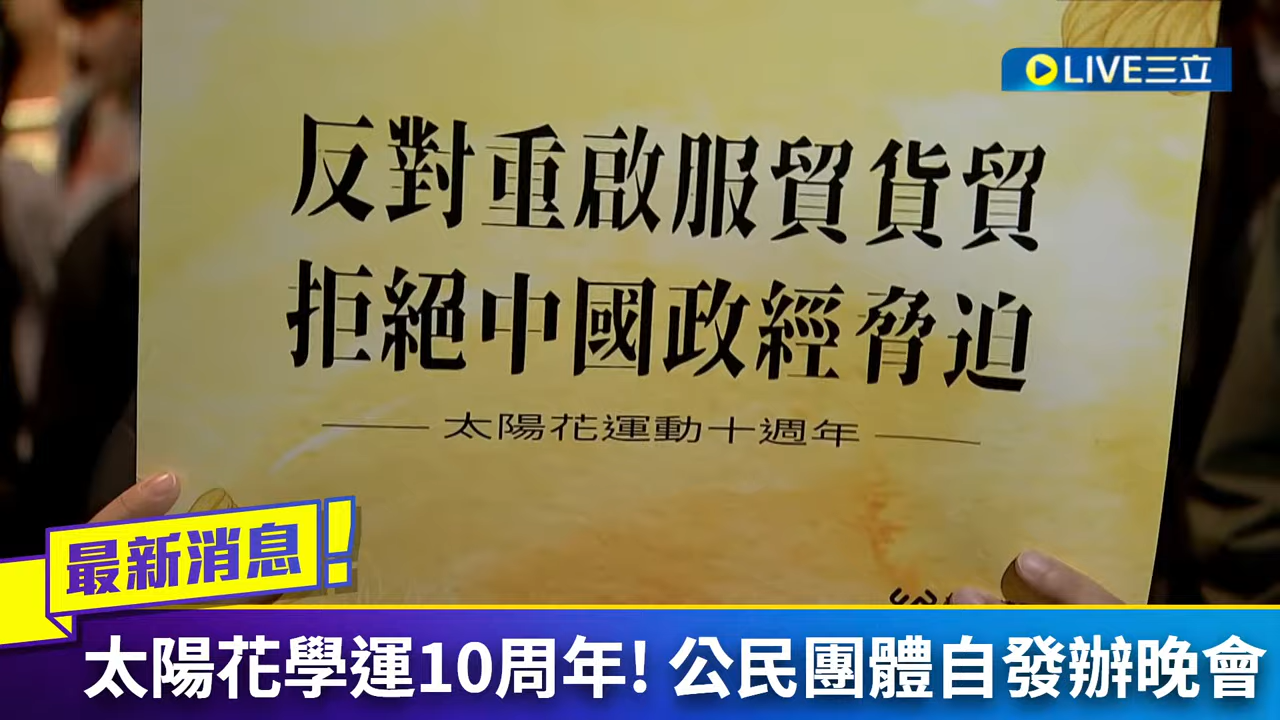 LIVE三立
反對重啟服貿貨貿
拒絕中國政經脅迫
太陽花運動十週年
最新消息!
太陽花學運10周年! 公民團體自發辦晚會